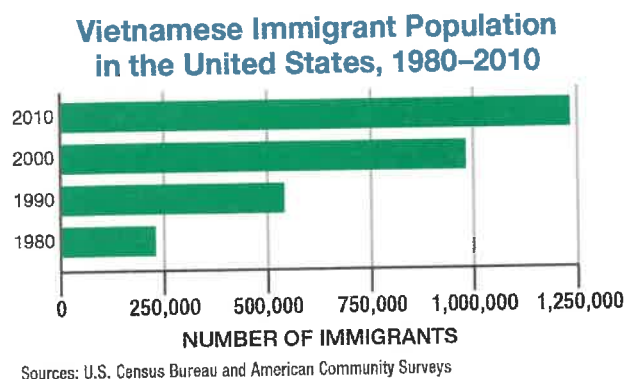 Vietnamese Immigrant Population
in the United States, 1980–2010
2010
2000
1990
1980
0 250,000 500,000 750,000 1,000,000 1,250,000
NUMBER OF IMMIGRANTS
Sources: U.S. Census Bureau and American Community Surveys